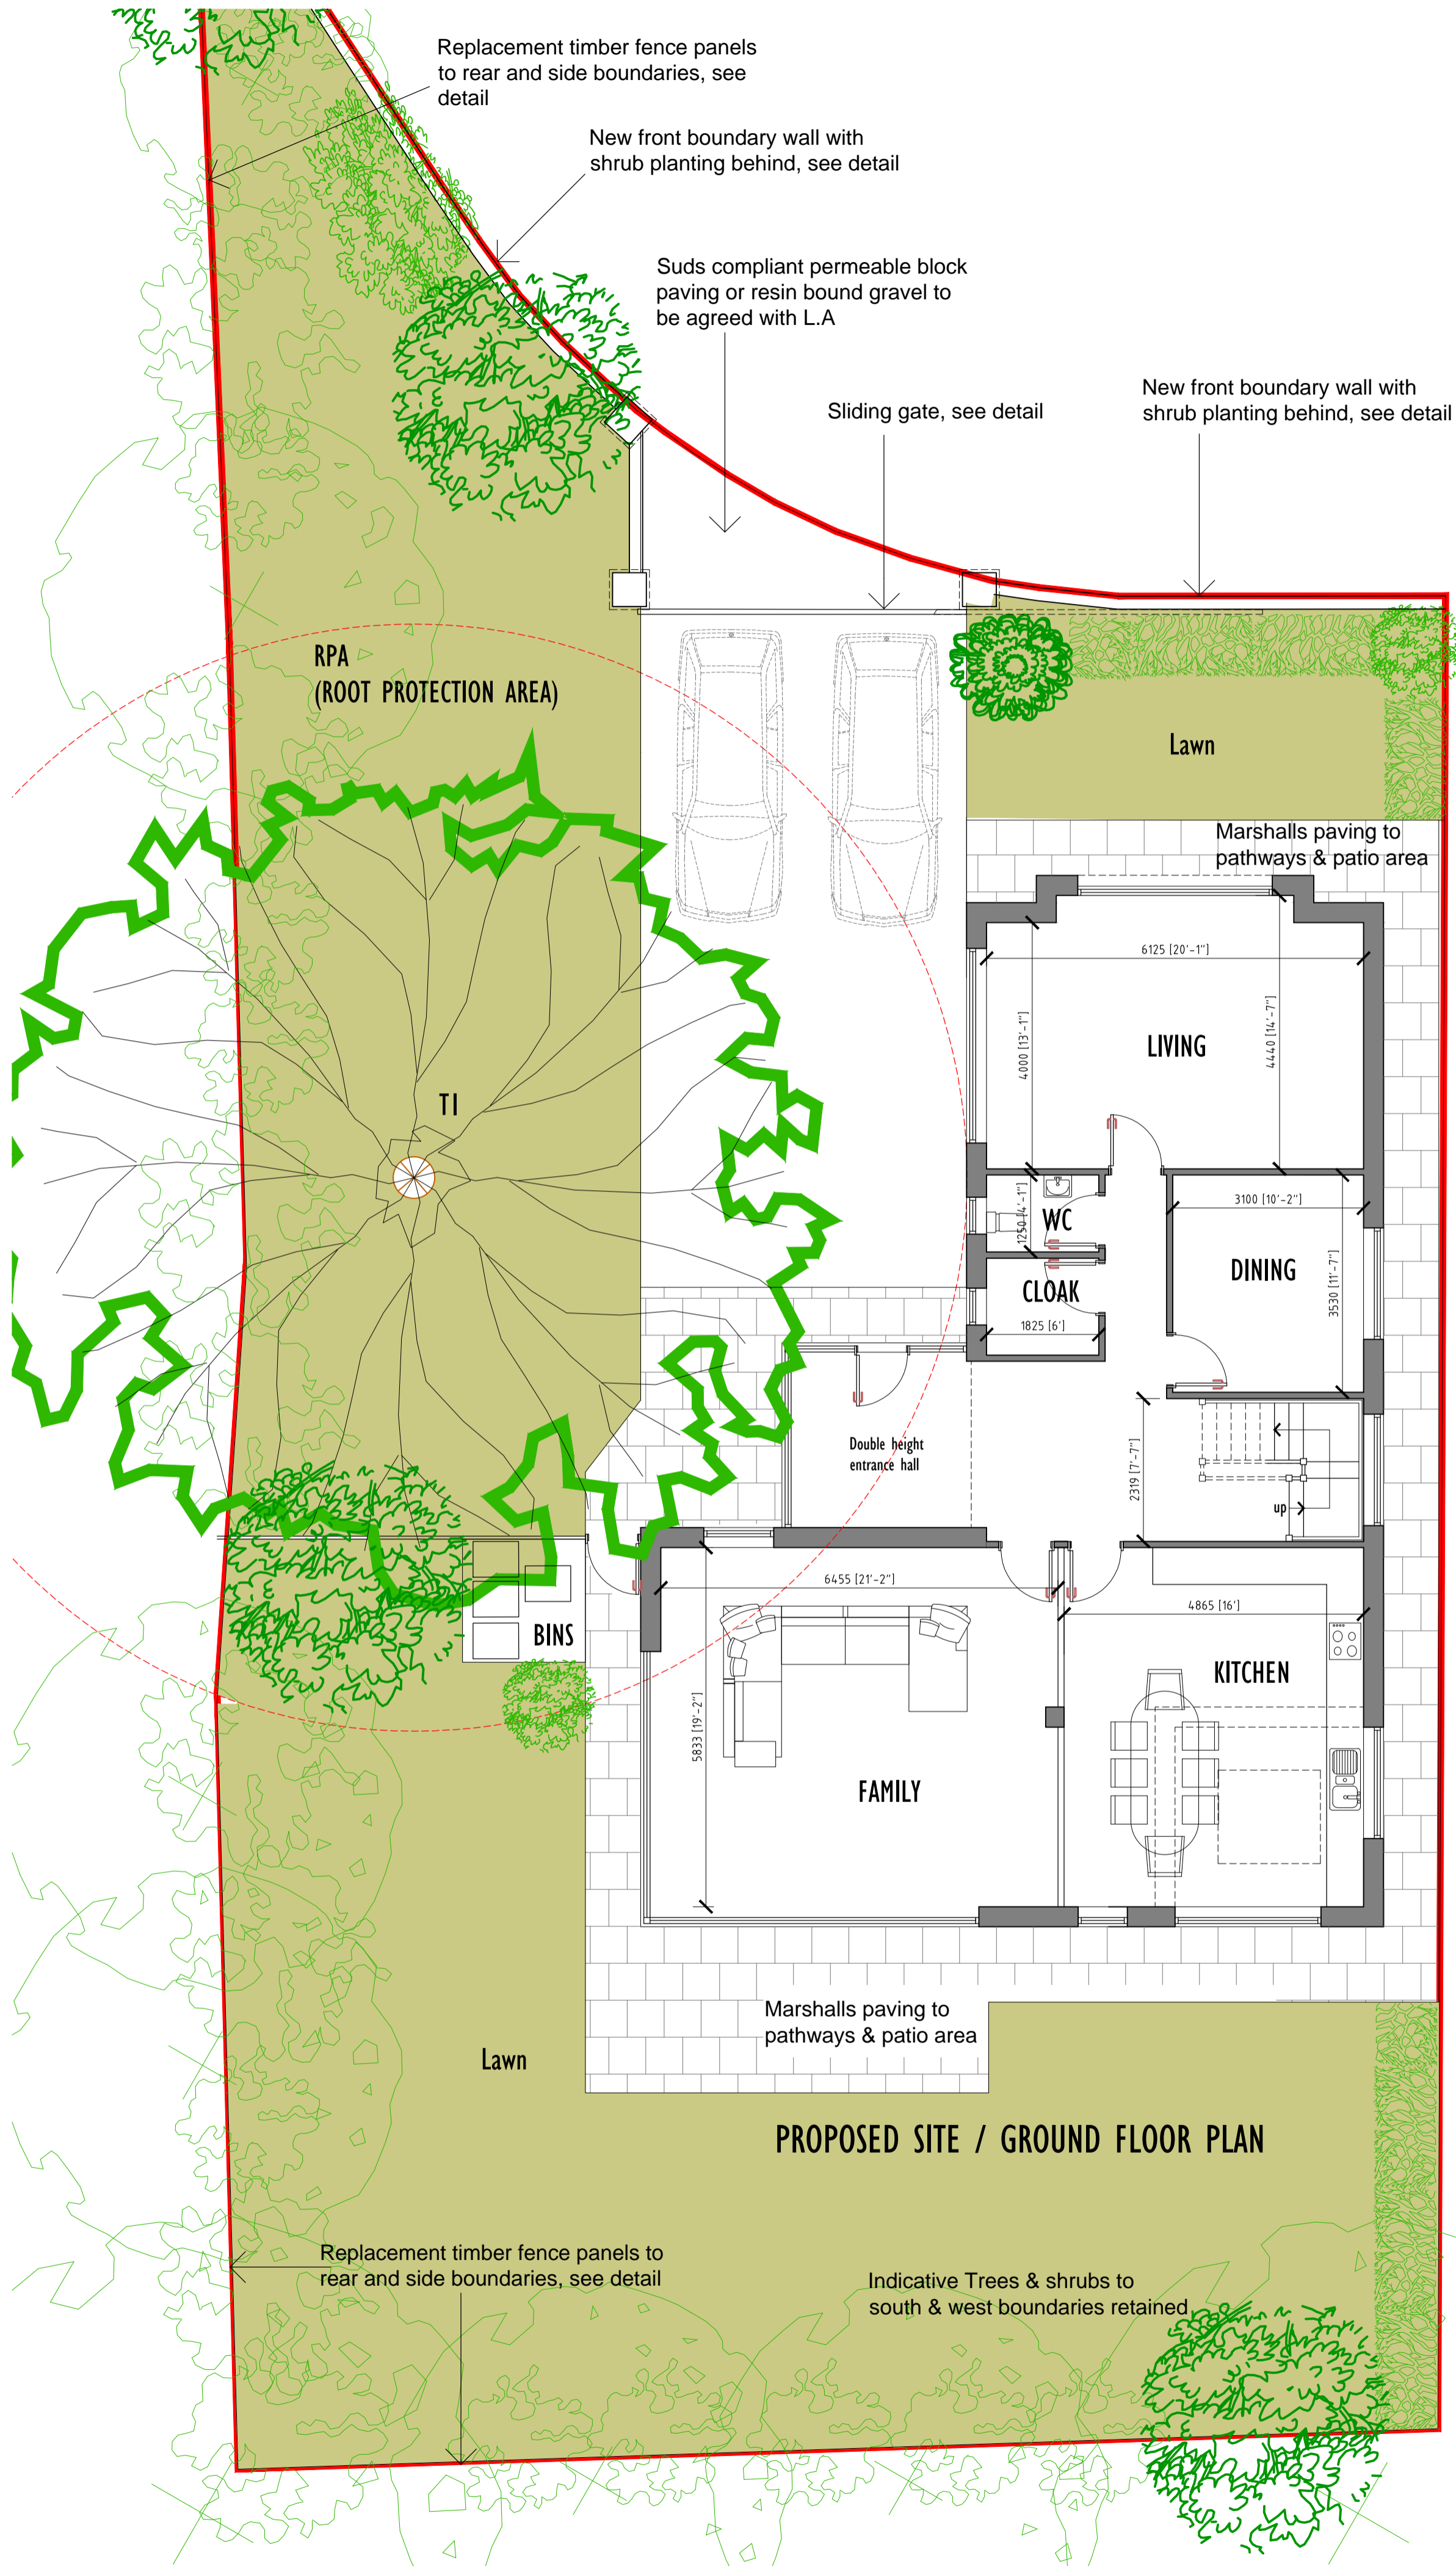 Replacement timber fence panels
to rear and side boundaries, see
detail
New front boundary wall with
shrub planting behind, see detail
Suds compliant permeable block
paving or resin bound gravel to
be agreed with L.A
Sliding gate, see detail
New front boundary wall with
shrub planting behind, see detail
RPA
(ROOT PROTECTION AREA)
Lawn
Marshalls paving to
pathways & patio area
6125 [20'-1"]
4000 [13'-1"]
4440 [14'-7"]
LIVING
T1
1250 [4'-1"]
WC
3100 [10'-2"]
DINING
3530 [11'-7"]
CLOAK
1825 [6']
Double height
entrance hall
2319 [7'-7"]
up
6455 [21'-2"]
4865 [16']
BINS
KITCHEN
5833 [19'-2"]
FAMILY
Marshalls paving to
pathways & patio area
Lawn
PROPOSED SITE / GROUND FLOOR PLAN
Replacement timber fence panels to
rear and side boundaries, see detail
Indicative Trees & shrubs to
south & west boundaries retained